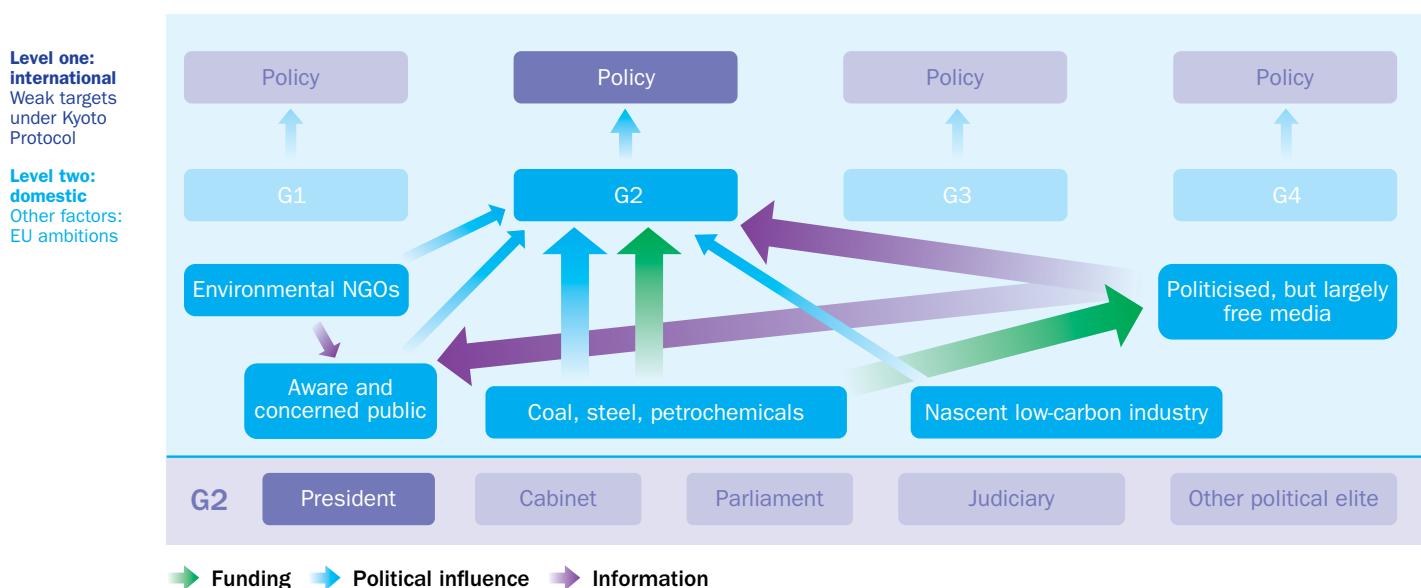 Level one:
international
Weak targets
under Kyoto
Protocol
Level two:
domestic
Other factors:
EU ambitions
Policy
Policy
Policy
Policy
G1
G2
G3
G4
Environmental NGOs
Politicised, but largely
free media
Aware and
concerned public
Coal, steel, petrochemicals
Nascent low-carbon industry
G2
President
Cabinet
Parliament
Judiciary
Other political elite
Funding
Political influence
Information